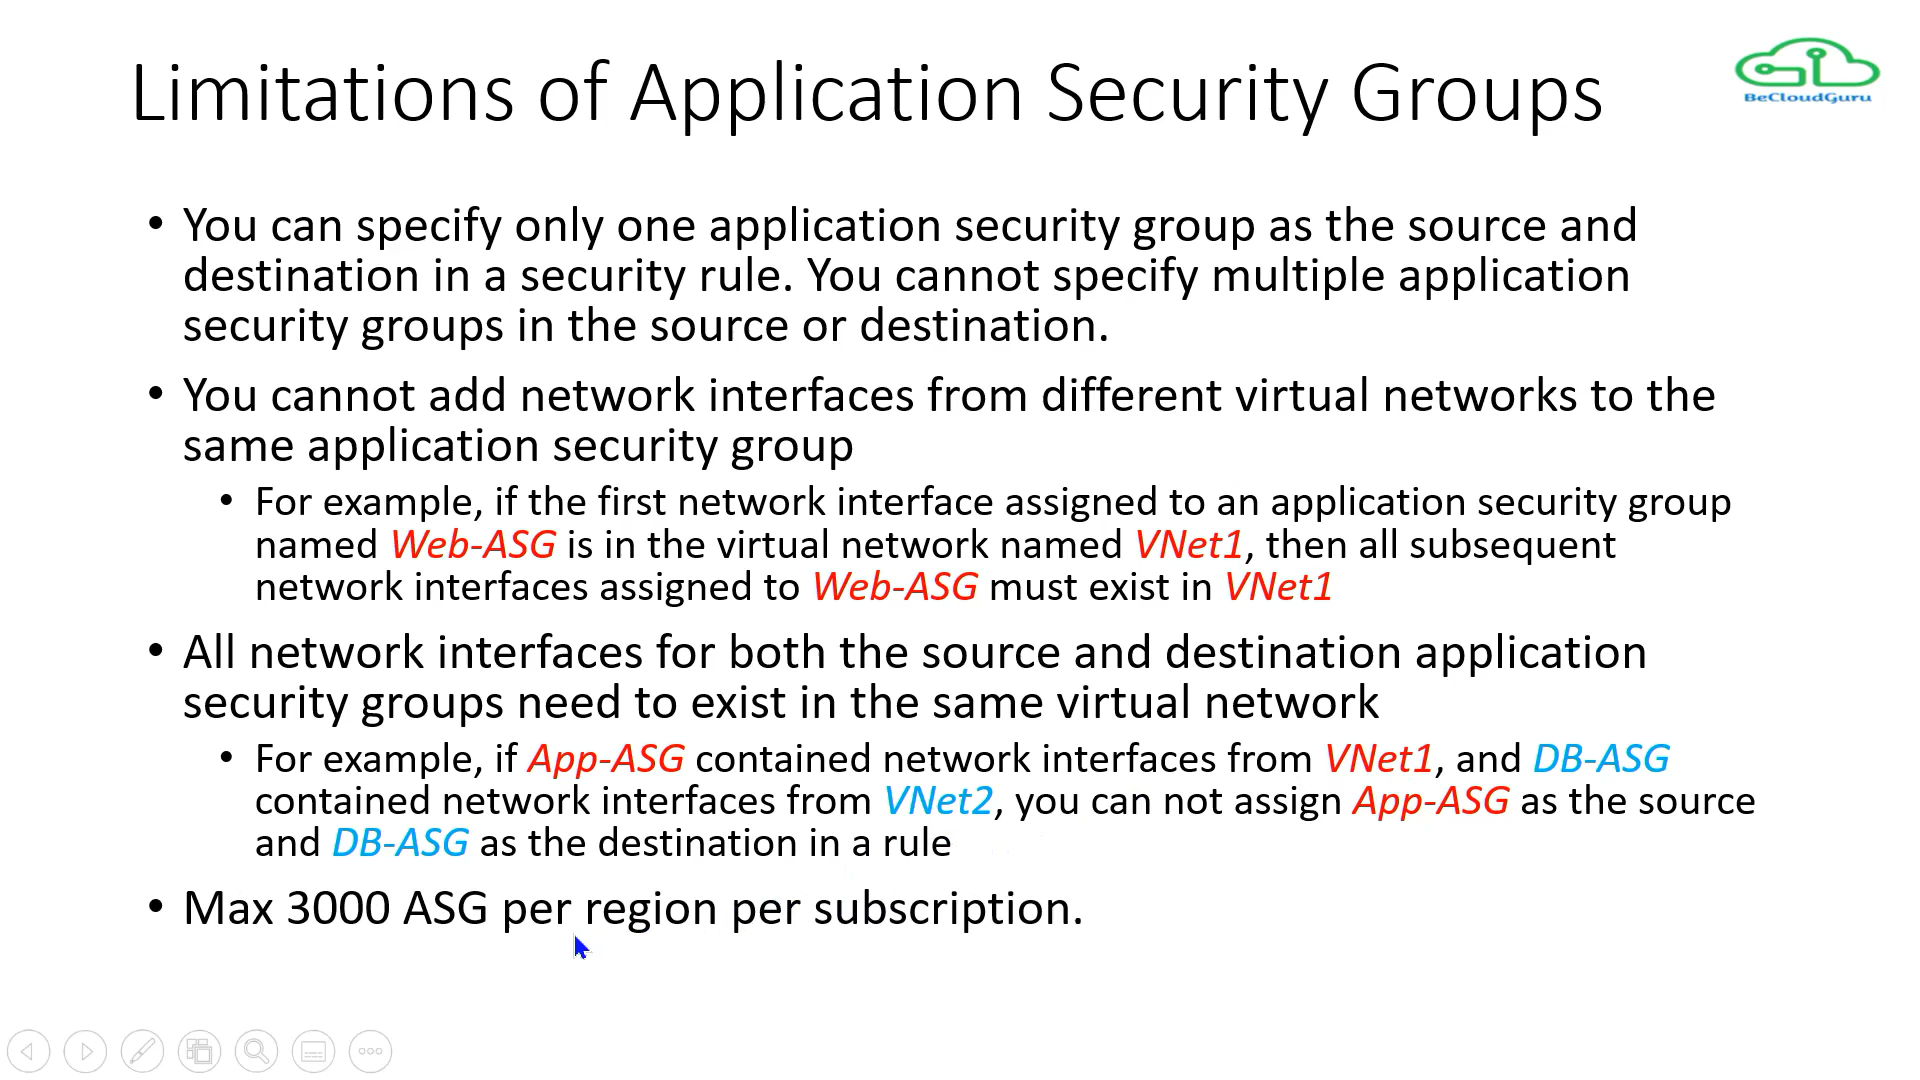 Limitations of Application Security Groups
BeCloudGuru
• You can specify only one application security group as the source and
destination in a security rule. You cannot specify multiple application
security groups in the source or destination.
• You cannot add network interfaces from different virtual networks to the
same application security group
• For example, if the first network interface assigned to an application security group
named Web-ASG is in the virtual network named VNet1, then all subsequent
network interfaces assigned to Web-ASG must exist in VNet1
• All network interfaces for both the source and destination application
security groups need to exist in the same virtual network
• For example, if App-ASG contained network interfaces from VNet1, and DB-ASG
contained network interfaces from VNet2, you can not assign App-ASG as the source
and DB-ASG as the destination in a rule
• Max 3000 ASG per region per subscription.